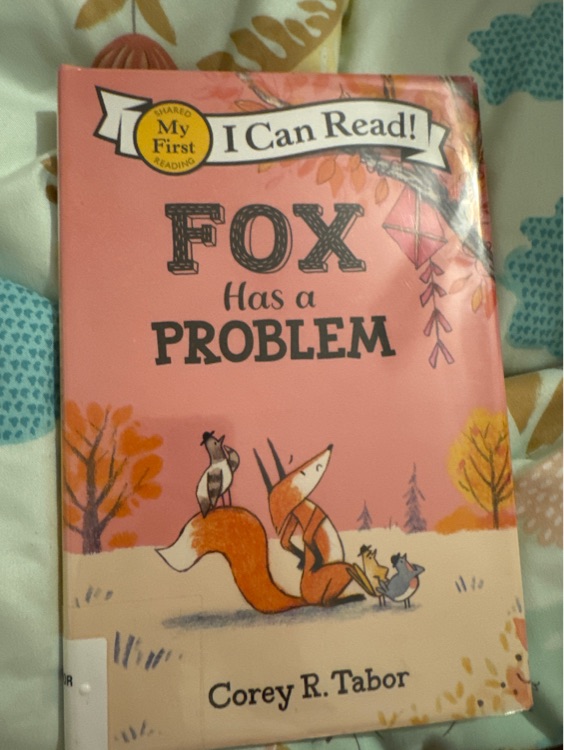 SHARED
My
First
READING
I Can Read!
FOX
Has a
PROBLEM
Corey R. Tabor